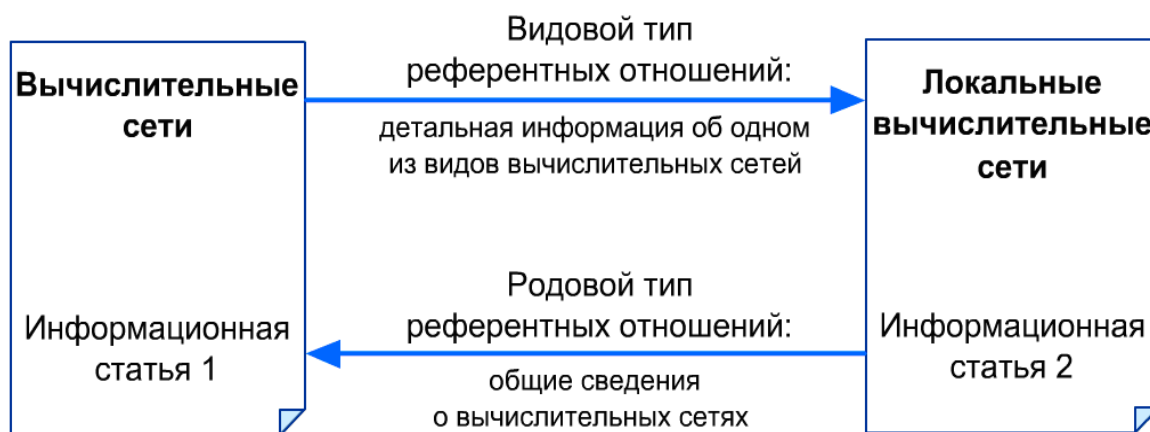 Вычислительные
сети
Информационная
статья 1
Видовой тип
референтных отношений:
детальная информация об одном
из видов вычислительных сетей
Родовой тип
референтных отношений:
общие сведения
о вычислительных сетях
Локальные
вычислительные
сети
Информационная
статья 2